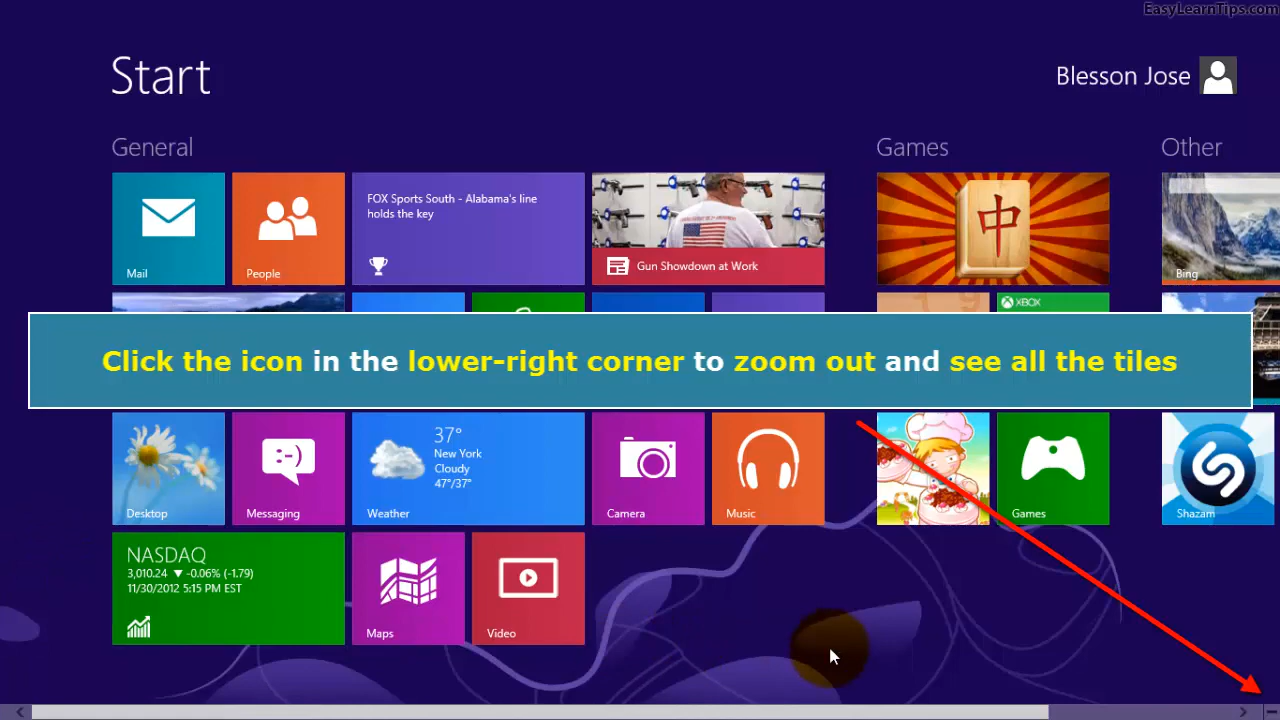 EasyLearnTips.com
Start
Blesson Jose
General
Games
Other
Mail
People
FOX Sports South - Alabama's line
holds the key
Gun Showdown at Work
中
Bing
19
XBOX
Click the icon in the lower-right corner to zoom out and see all the tiles
Desktop
Messaging
37°
New York
Cloudy
47°/37°
Weather
Camera
Music
Games
Shazam
NASDAQ
3,010.24 ▼ -0.06% (-1.79)
11/30/2012 5:15 PM EST
Maps
Video